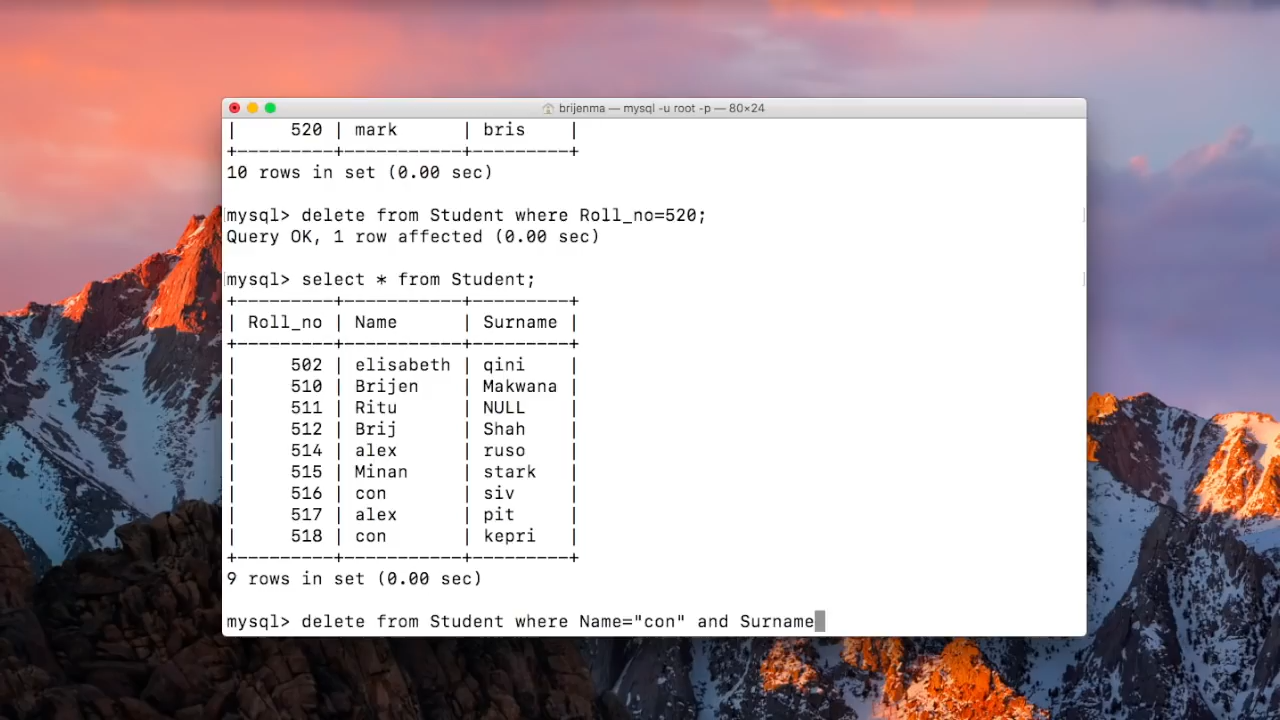 brijenma — mysql -u root -p — 80×24
|     520 | mark       | bris    |
+---------+------------+---------+
10 rows in set (0.00 sec)
mysql> delete from Student where Roll_no=520;
Query OK, 1 row affected (0.00 sec)
mysql> select * from Student;
+---------+------------+---------+
| Roll_no | Name       | Surname |
+---------+------------+---------+
|     502 | elisabeth | qini    |
|     510 | Brijen     | Makwana |
|     511 | Ritu       | NULL    |
|     512 | Brij       | Shah    |
|     514 | alex       | ruso    |
|     515 | Minan      | stark   |
|     516 | con        | siv     |
|     517 | alex       | pit     |
|     518 | con        | kepri   |
+---------+------------+---------+
9 rows in set (0.00 sec)
mysql> delete from Student where Name="con" and Surname